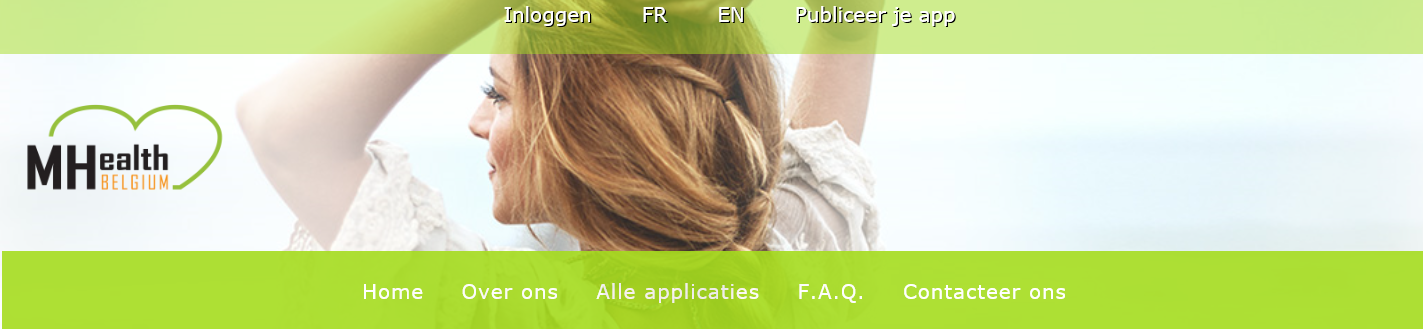 Inloggen FR EN Publiceer je app
MHealth
BELGIUM
Home Over ons Alle applicaties F.A.Q. Contacteer ons